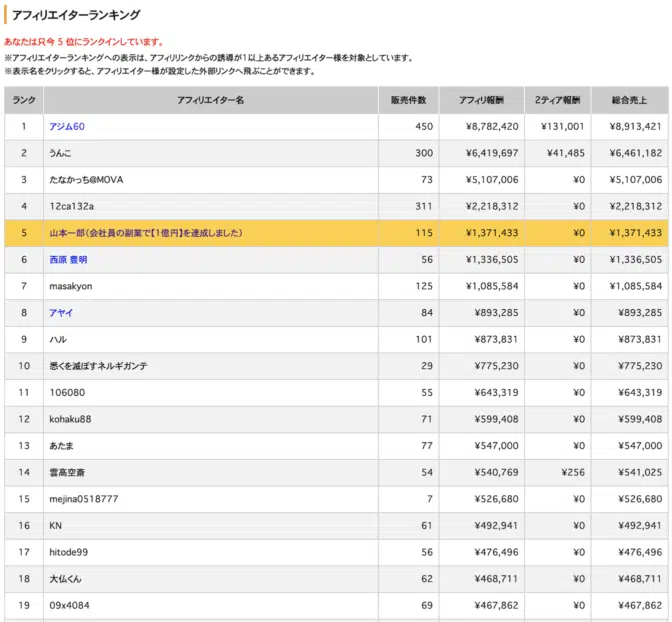 アフィリエイターランキング
あなたは只今 5 位にランクインしています。
※アフィリエイターランキングへの表示は、アフィリリンクからの誘導が1以上あるアフィリエイター様を対象としています。
※表示名をクリックすると、アフィリエイター様が設定した外部リンクへ飛ぶことができます。
ランク アフィリエイター名 販売件数 アフィリ報酬 2ティア報酬 総合売上
1 アジム60 450 ¥8,782,420 ¥131,001 ¥8,913,421
2 うんこ 300 ¥6,419,697 ¥41,485 ¥6,461,182
3 たなかっち@MOVA 73 ¥5,107,006 ¥0 ¥5,107,006
4 12ca132a 311 ¥2,218,312 ¥0 ¥2,218,312
5 山本一郎(会社員の副業で【1億円】を達成しました) 115 ¥1,371,433 ¥0 ¥1,371,433
6 西原 豊明 56 ¥1,336,505 ¥0 ¥1,336,505
7 masakyon 125 ¥1,085,584 ¥0 ¥1,085,584
8 アヤイ 84 ¥893,285 ¥0 ¥893,285
9 ハル 101 ¥873,831 ¥0 ¥873,831
10 悉くを滅ぼすネルギガンテ 29 ¥775,230 ¥0 ¥775,230
11 106080 55 ¥643,319 ¥0 ¥643,319
12 kohaku88 71 ¥599,408 ¥0 ¥599,408
13 あたま 77 ¥547,000 ¥0 ¥547,000
14 雲高空斎 54 ¥540,769 ¥256 ¥541,025
15 mejina0518777 7 ¥526,680 ¥0 ¥526,680
16 KN 61 ¥492,941 ¥0 ¥492,941
17 hitode99 56 ¥476,496 ¥0 ¥476,496
18 大仏くん 62 ¥468,711 ¥0 ¥468,711
19 09x4084 69 ¥467,862 ¥0 ¥467,862